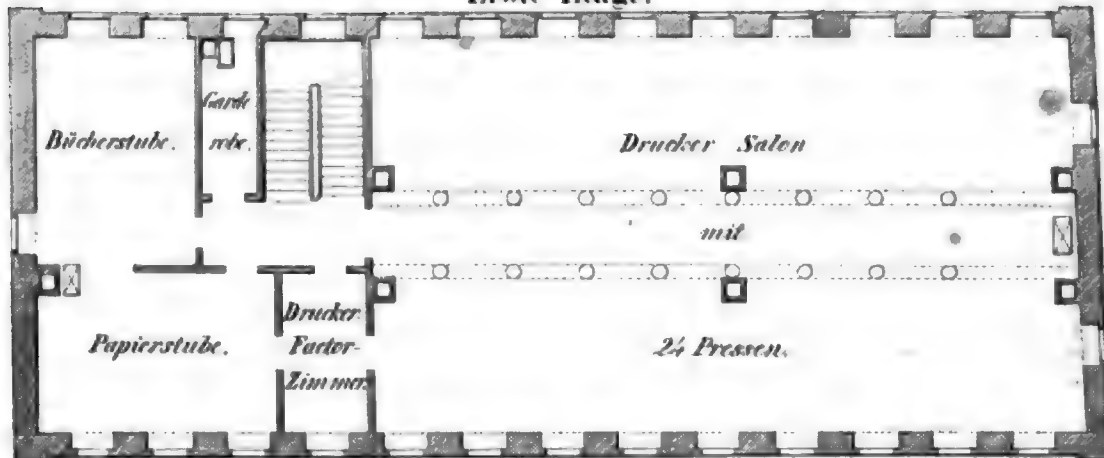 Bücherstube.
Garde
robe.
Drucker Salon
mit
24 Pressen.
Papierstube.
Drucker
Factor-
Zimmer